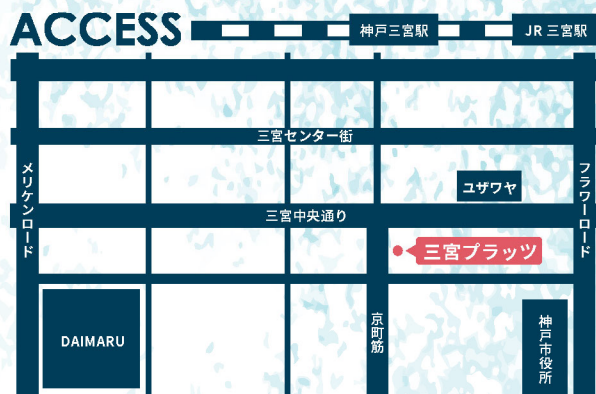 ACCESS
神戸三宮駅
JR 三宮駅
三宮センター街
メリケンロード
フラワーロード
ユザワヤ
三宮中央通り
三宮プラッツ
京町筋
DAIMARU
神戸市役所